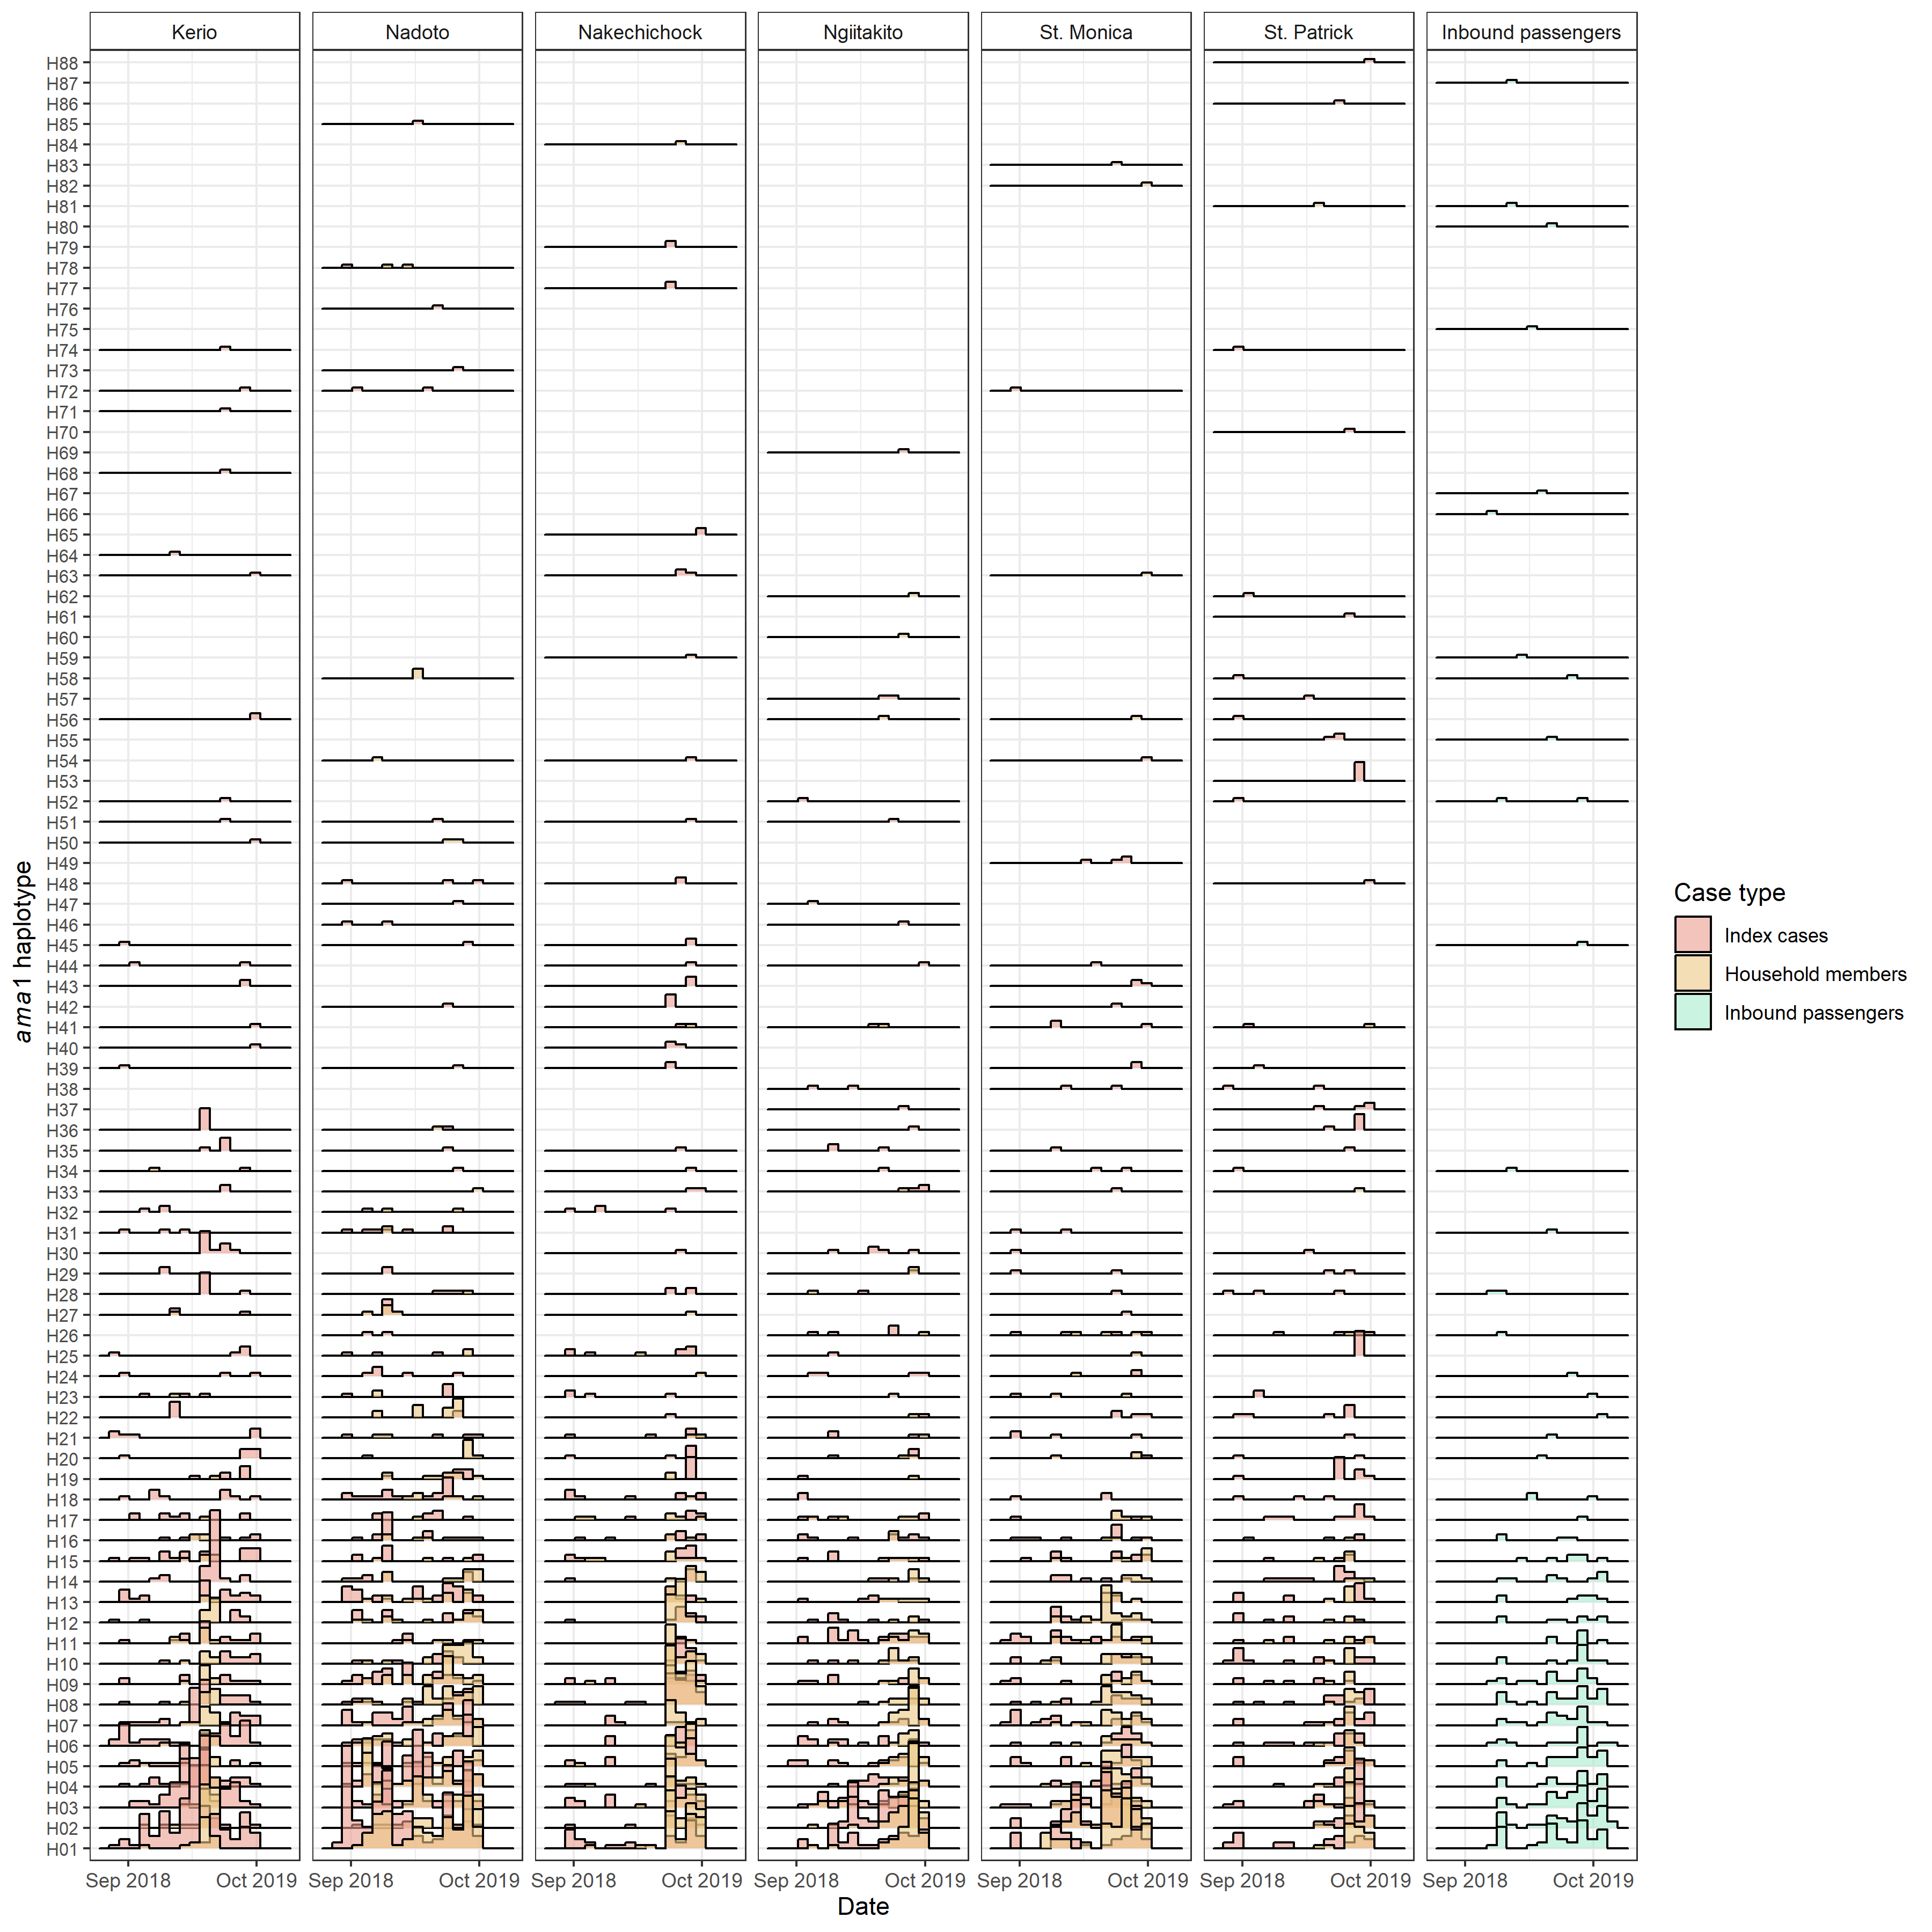 Kerio Nadoto Nakechichock Ngiitakito St. Monica St. Patrick Inbound passengers
H88
H87
H86
H85
H84
H83
H82
H81
H80
H79
H78
H77
H76
H75
H74
H73
H72
H71
H70
H69
H68
H67
H66
H65
H64
H63
H62
H61
H60
H59
H58
H57
H56
H55
H54
H53
H52
H51
H50
H49
H48
H47
H46
H45
H44
H43
H42
H41
H40
H39
H38
H37
H36
H35
H34
H33
H32
H31
H30
H29
H28
H27
H26
H25
H24
H23
H22
H21
H20
H19
H18
H17
H16
H15
H14
H13
H12
H11
H10
H09
H08
H07
H06
H05
H04
H03
H02
H01
ama1 haplotype
Sep 2018 Oct 2019 Sep 2018 Oct 2019 Sep 2018 Oct 2019 Sep 2018 Oct 2019 Sep 2018 Oct 2019 Sep 2018 Oct 2019 Sep 2018 Oct 2019
Date
Case type
Index cases
Household members
Inbound passengers